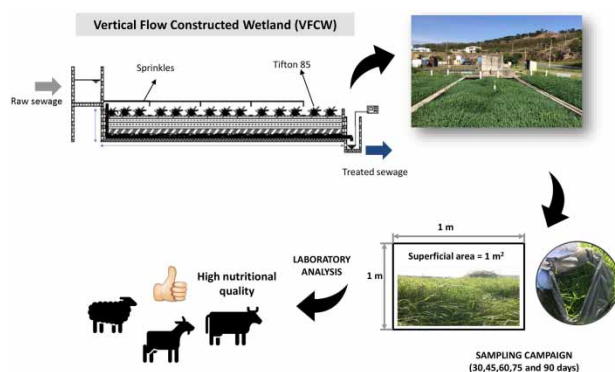 Vertical Flow Constructed Wetland (VFCW)
Sprinkles
Tifton 85
Raw sewage
Treated sewage
1 m
1 m
Superficial area = 1 m²
LABORATORY
ANALYSIS
High nutritional
quality
SAMPLING CAMPAIGN
(30,45,60,75 and 90 days)